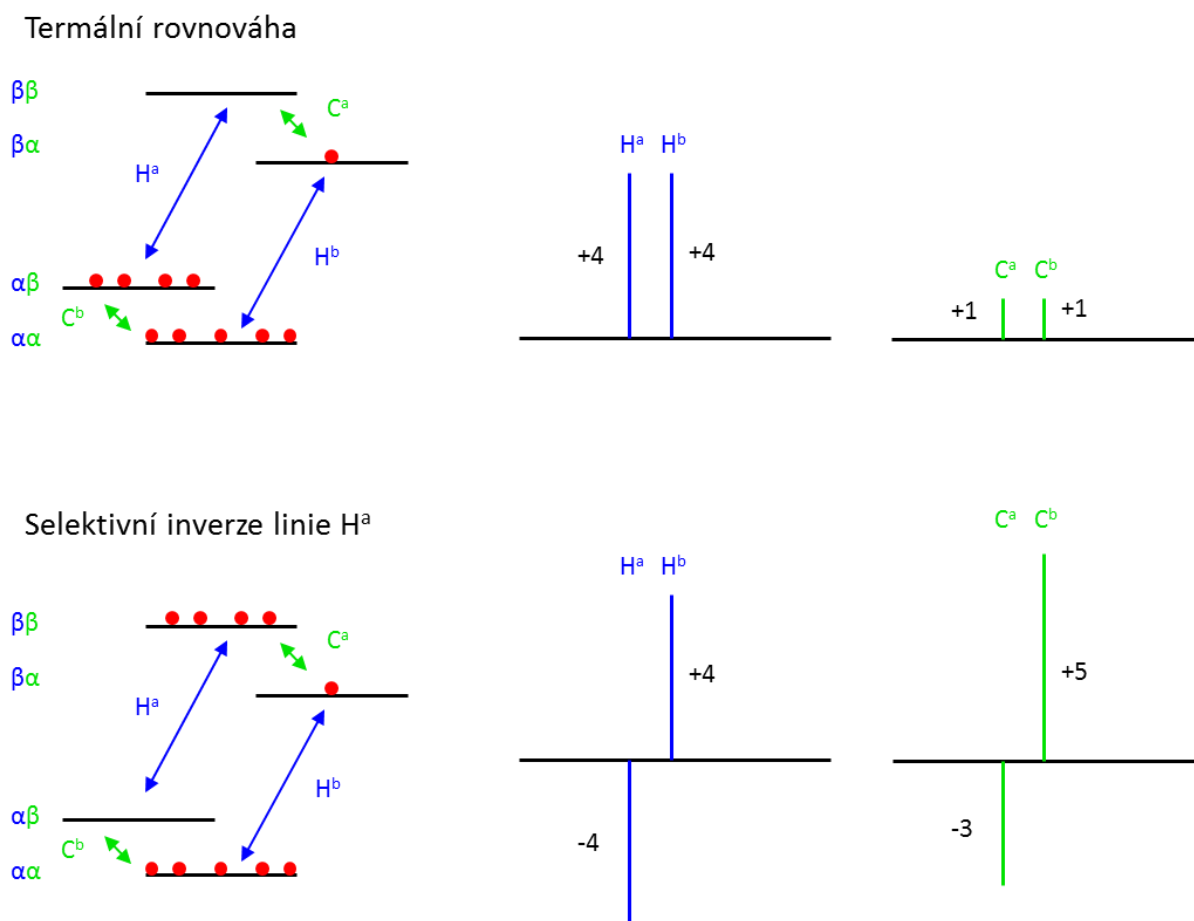 Termální rovnováha
ββ
Cᵃ
βα
Hᵃ
Hᵇ
αβ
Cᵇ
αα
Hᵃ Hᵇ
+4 +4
Cᵃ Cᵇ
+1 +1
Selektivní inverze linie Hᵃ
ββ
Cᵃ
βα
Hᵃ
Hᵇ
αβ
Cᵇ
αα
Hᵃ Hᵇ
+4
-4
Cᵃ Cᵇ
+5
-3